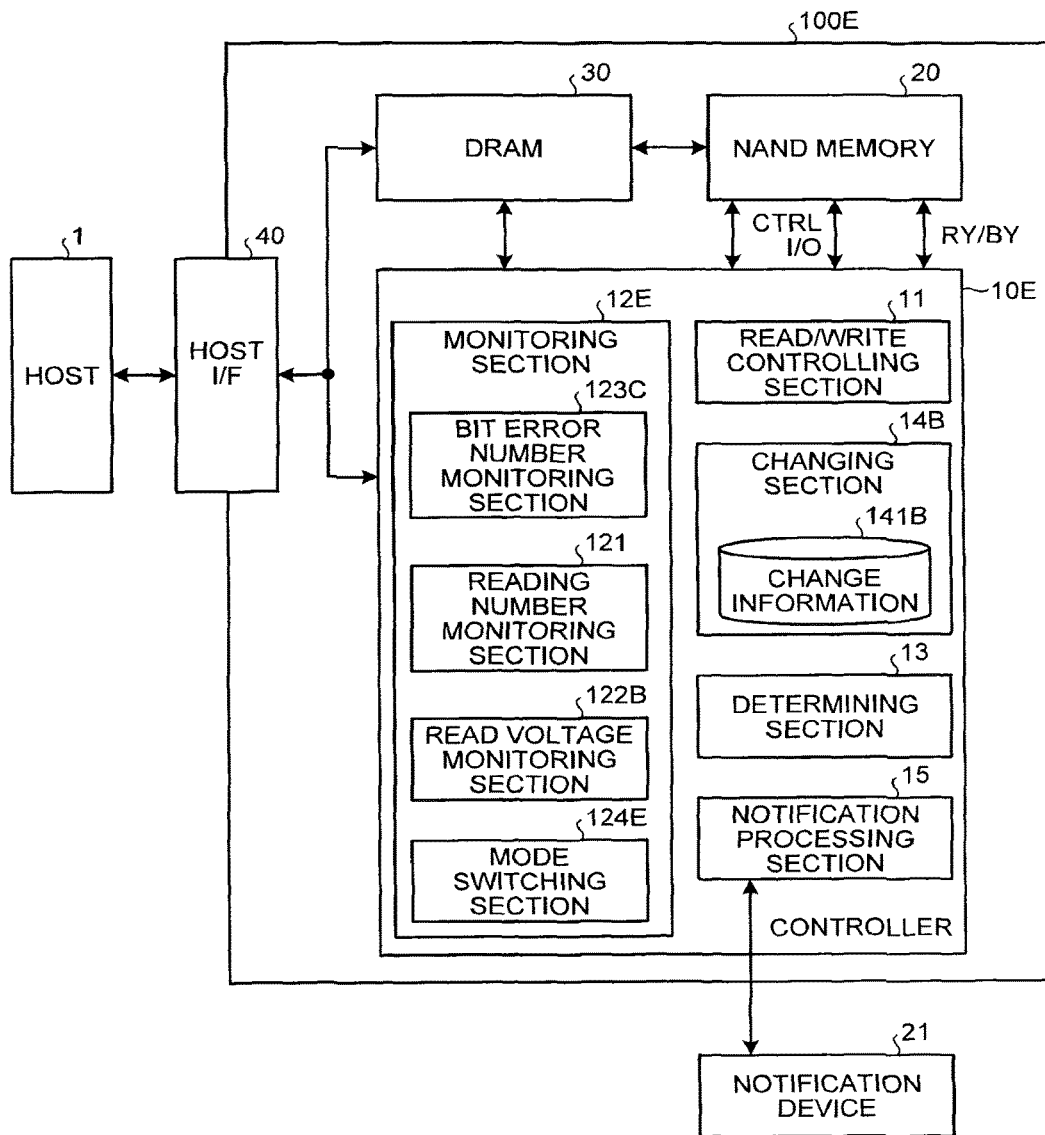 100E
30
DRAM
20
NAND MEMORY
CTRL
I/O
RY/BY
1
HOST
40
HOST
I/F
10E
12E
MONITORING
SECTION
123C
BIT ERROR
NUMBER
MONITORING
SECTION
121
READING
NUMBER
MONITORING
SECTION
122B
READ VOLTAGE
MONITORING
SECTION
124E
MODE
SWITCHING
SECTION
11
READ/WRITE
CONTROLLING
SECTION
14B
CHANGING
SECTION
141B
CHANGE
INFORMATION
13
DETERMINING
SECTION
15
NOTIFICATION
PROCESSING
SECTION
CONTROLLER
21
NOTIFICATION
DEVICE